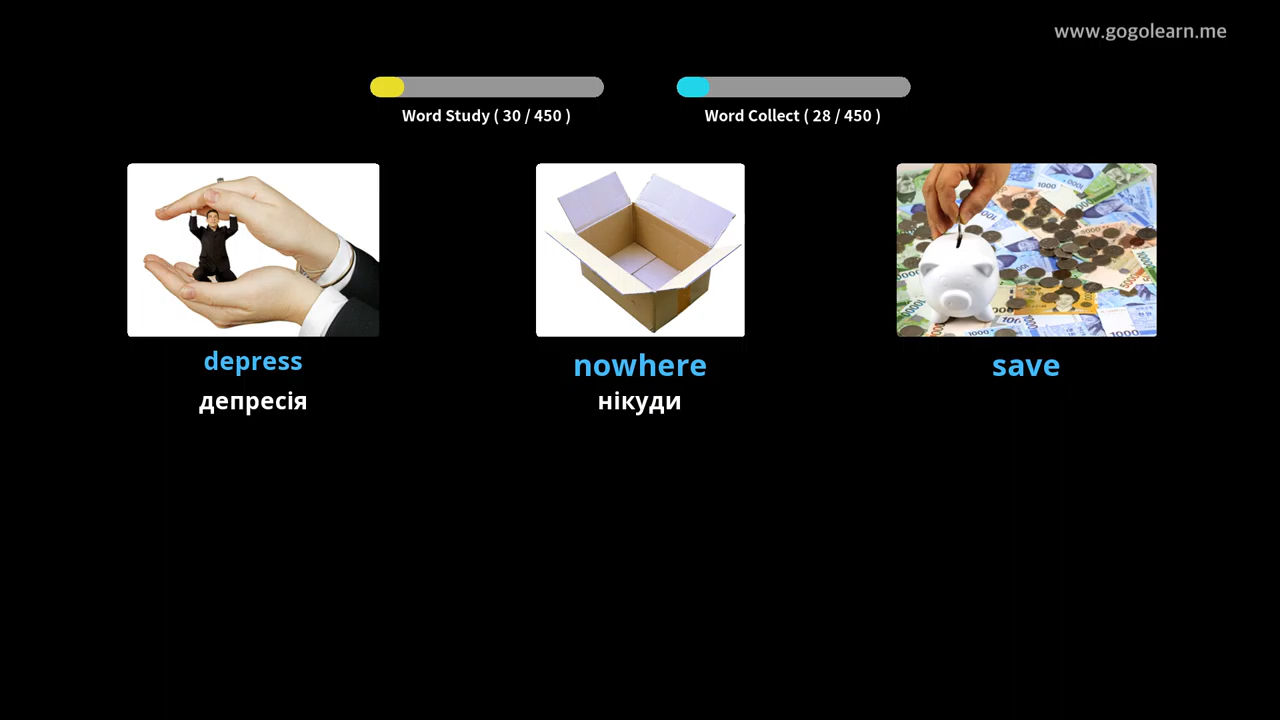 www.gogolearn.me
Word Study ( 30 / 450 )
Word Collect ( 28 / 450 )
depress
nowhere
save
депресія
нікуди